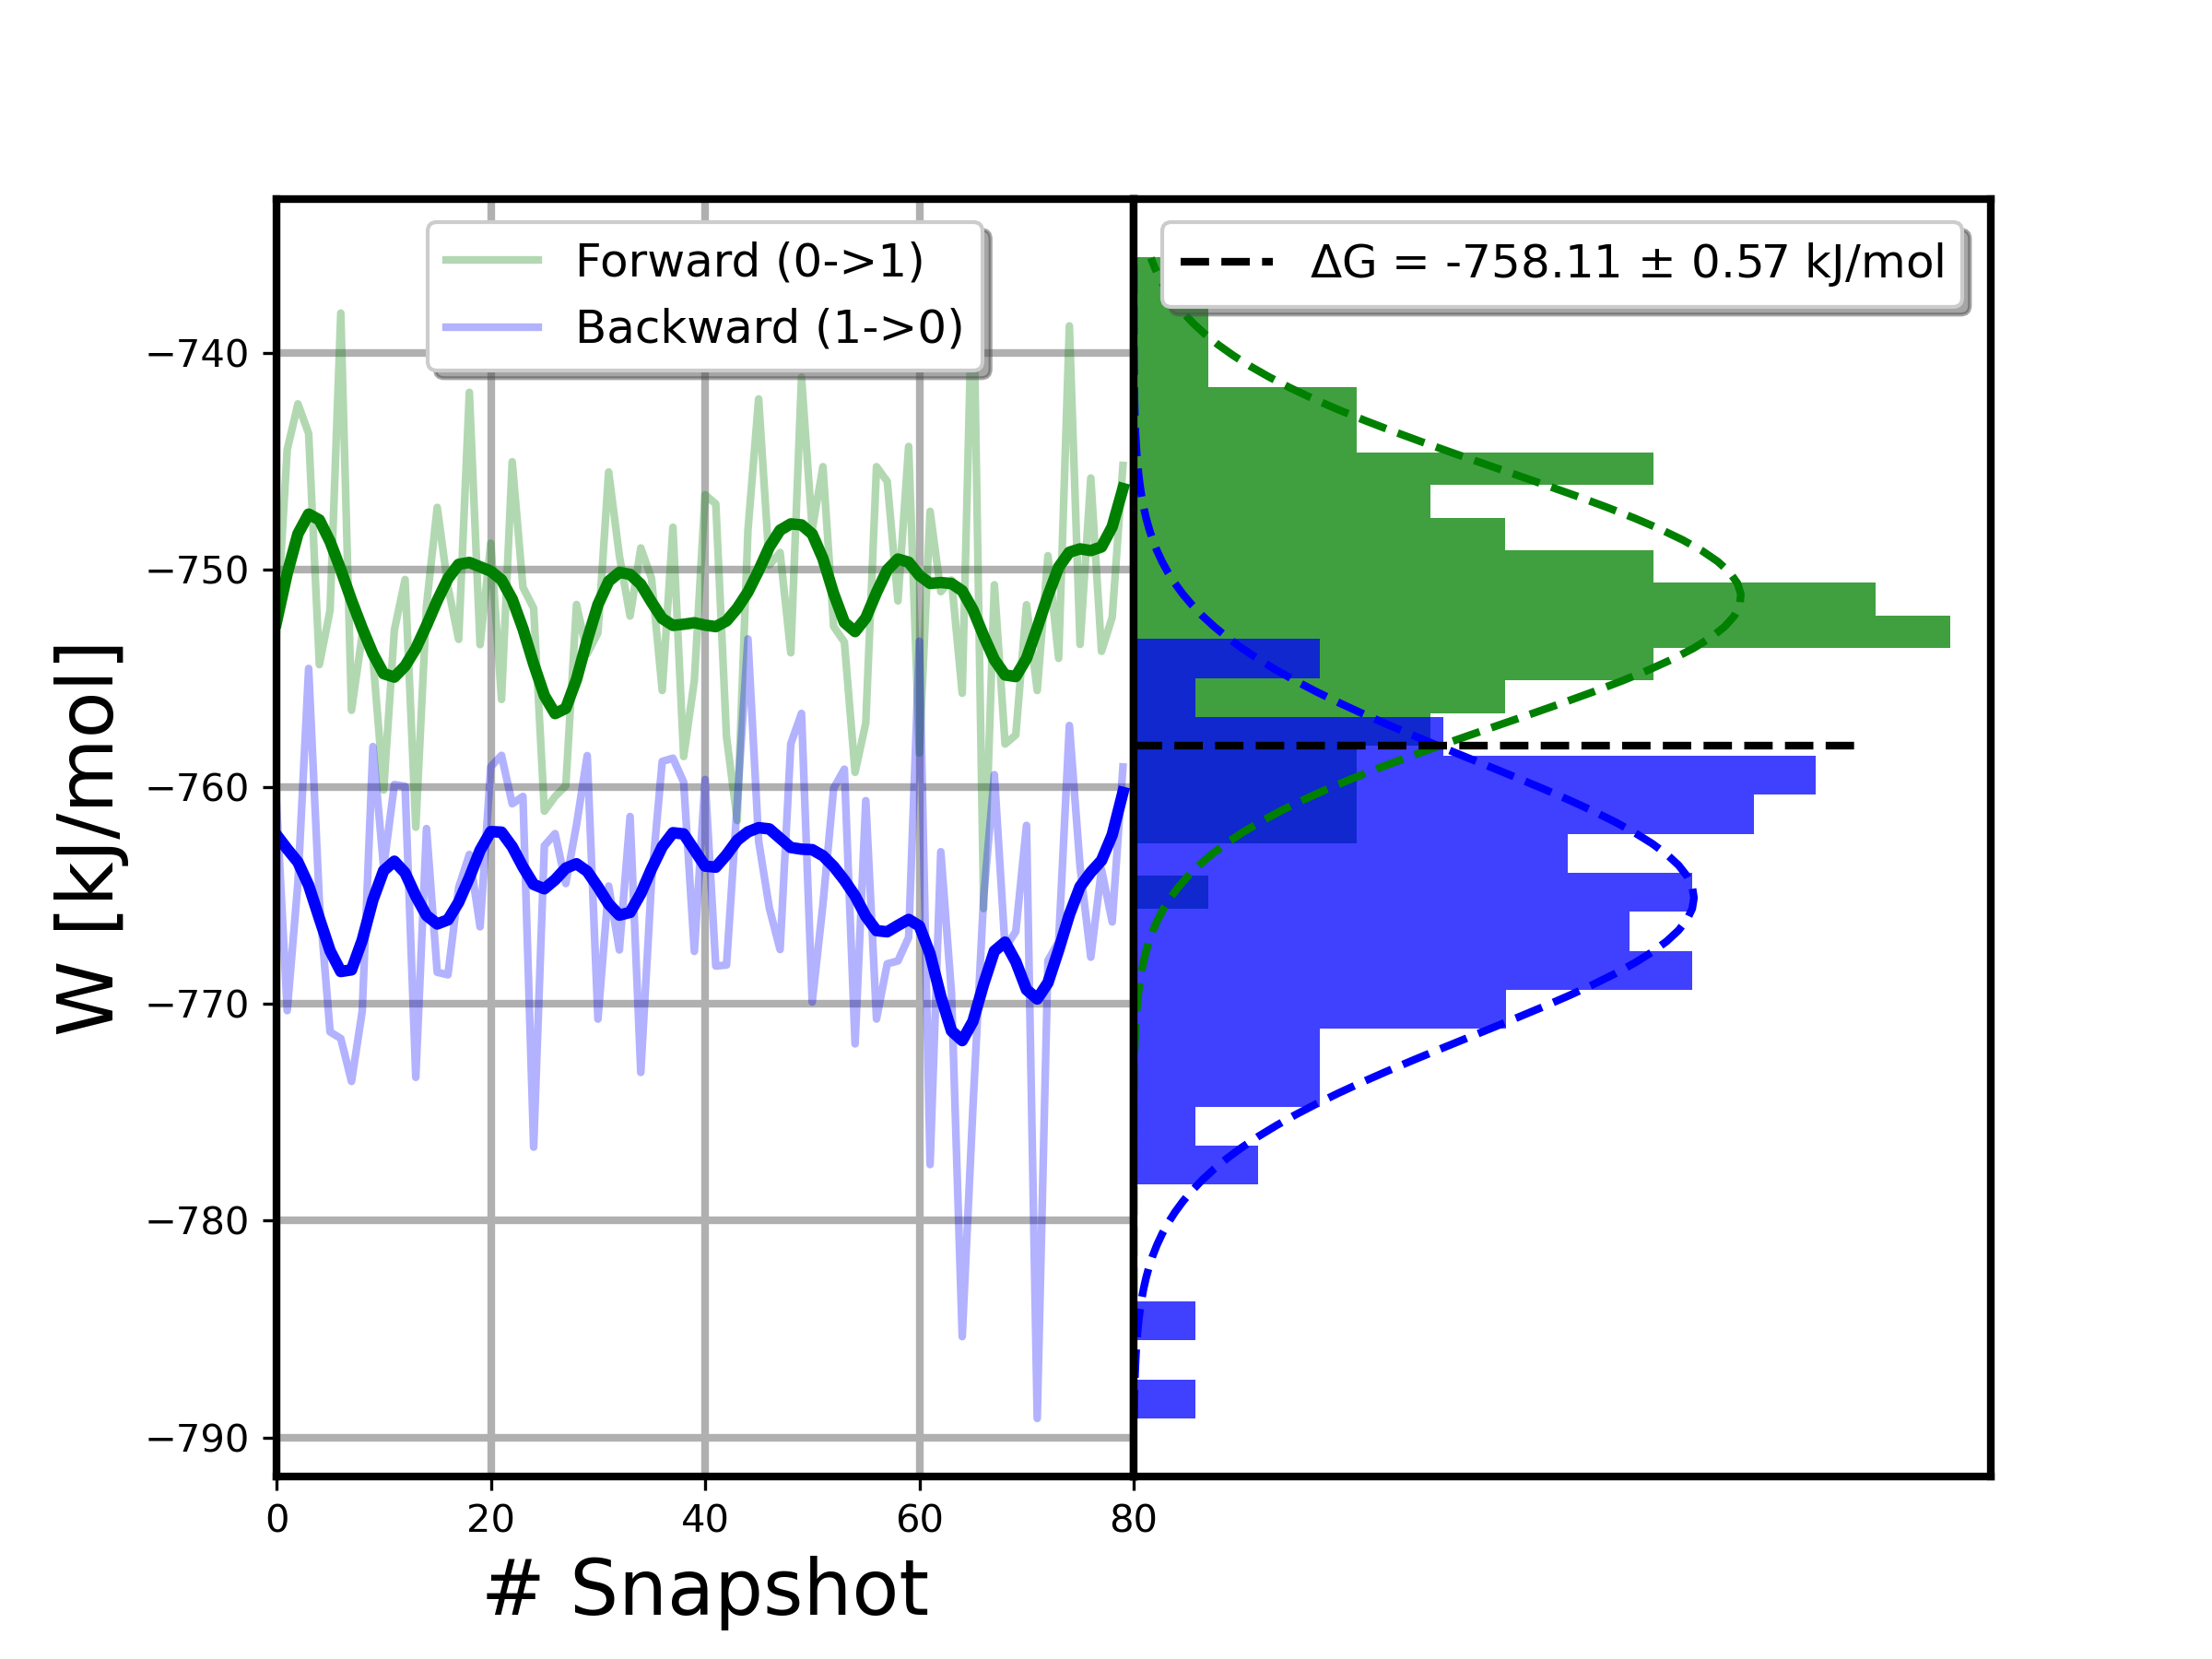 Forward (0->1)
Backward (1->0)
ΔG = -758.11 ± 0.57 kJ/mol
W [kJ/mol]
−740
−750
−760
−770
−780
−790
0 20 40 60 80
# Snapshot